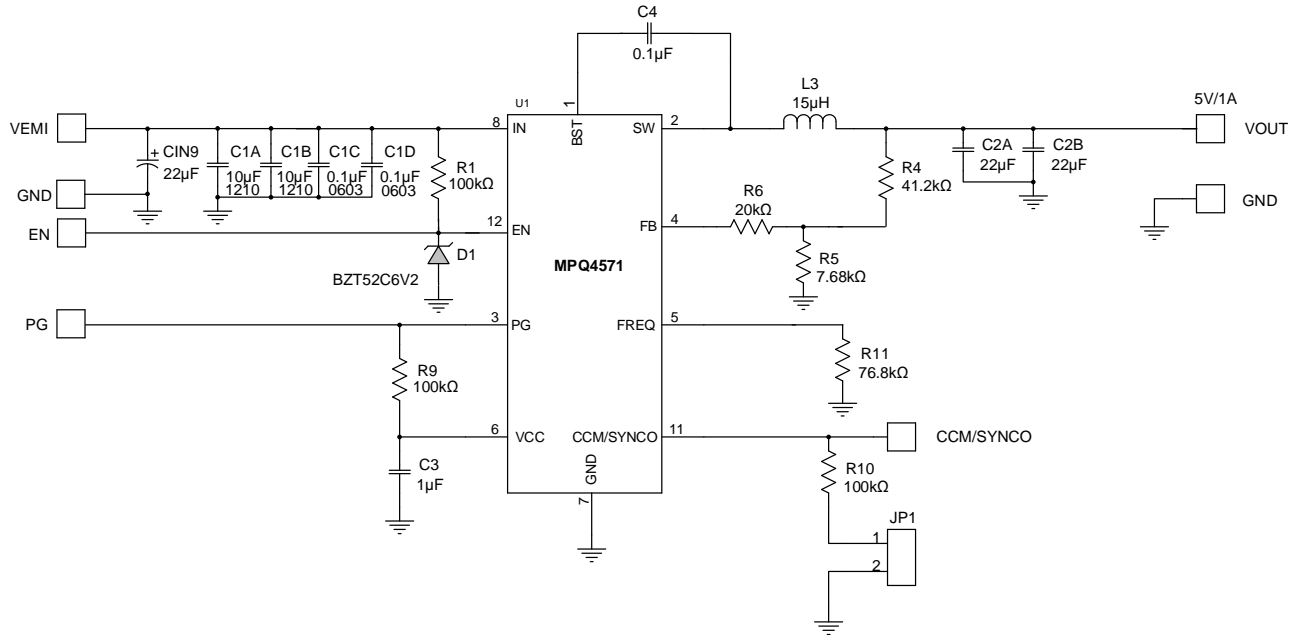 C4
0.1µF
L3
15µH
5V/1A
U1
1
VEMI
8
IN
BST
SW
2
VOUT
CIN9
22µF
+
C1A
10µF
1210
C1B
10µF
1210
C1C
0.1µF
0603
C1D
0.1µF
0603
R1
100kΩ
C2A
22µF
C2B
22µF
R4
41.2kΩ
R6
20kΩ
GND
GND
EN
12
EN
FB
4
D1
BZT52C6V2
MPQ4571
R5
7.68kΩ
PG
3
PG
FREQ
5
R11
76.8kΩ
R9
100kΩ
6
VCC
CCM/SYNCO
11
CCM/SYNCO
C3
1µF
GND
7
R10
100kΩ
JP1
1
2